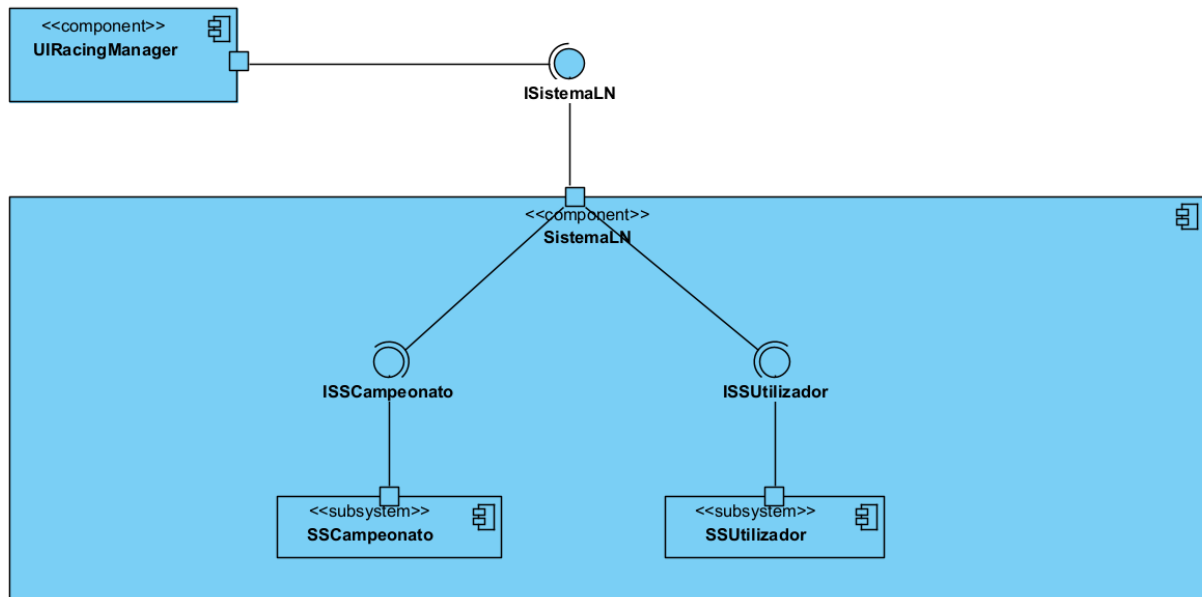 <<component>>
UIRacingManager
ISistemaLN
<<component>>
SistemaLN
ISSCampeonato
ISSUtilizador
<<subsystem>>
SSCampeonato
<<subsystem>>
SSUtilizador